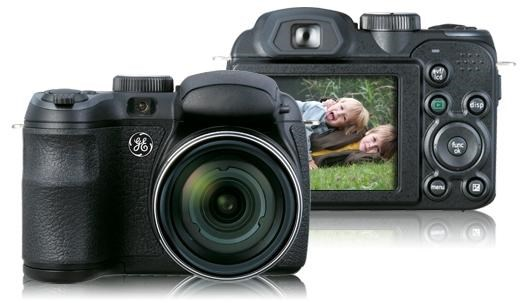 GE
evf/
lcd
disp
func
ok
menu